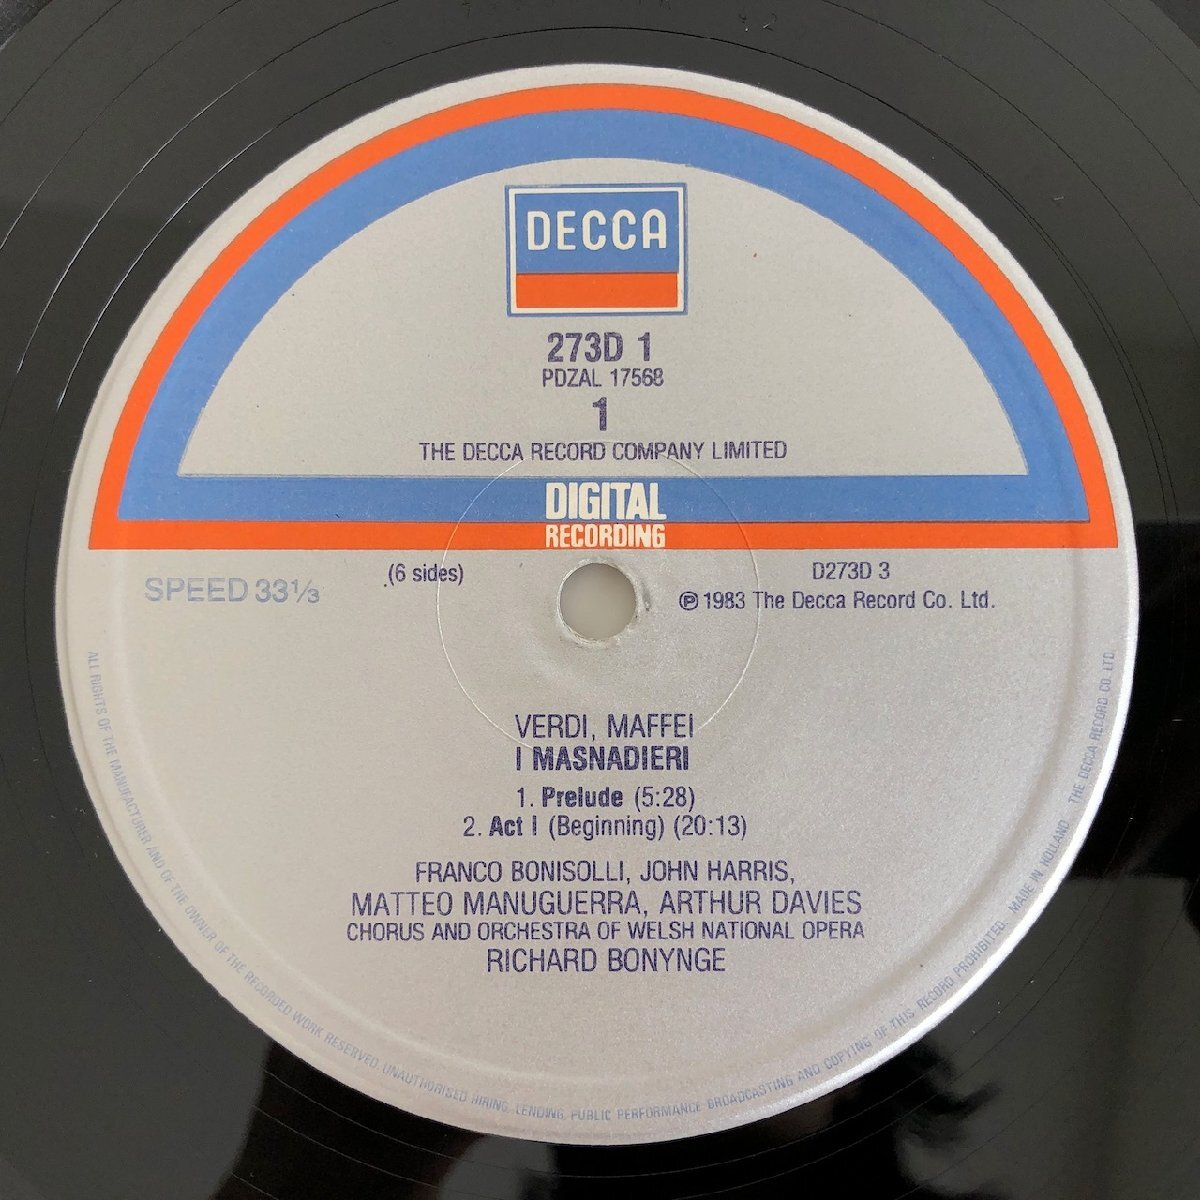 DECCA
273D 1
PDZAL 17568
1
THE DECCA RECORD COMPANY LIMITED
DIGITAL
RECORDING
SPEED 33⅓
(6 sides)
D273D 3
Ⓟ 1983 The Decca Record Co. Ltd.
VERDI, MAFFEI
I MASNADIERI
1. Prelude (5:28)
2. Act I (Beginning) (20:13)
FRANCO BONISOLLI, JOHN HARRIS,
MATTEO MANUGUERRA, ARTHUR DAVIES
CHORUS AND ORCHESTRA OF WELSH NATIONAL OPERA
RICHARD BONYNGE
ALL RIGHTS OF THE MANUFACTURER AND OF THE OWNER OF THE RECORDED WORK RESERVED. UNAUTHORISED HIRING, LENDING, PUBLIC PERFORMANCE BROADCASTING AND COPYING OF THIS RECORD PROHIBITED. MADE IN HOLLAND THE DECCA RECORD CO. LTD.